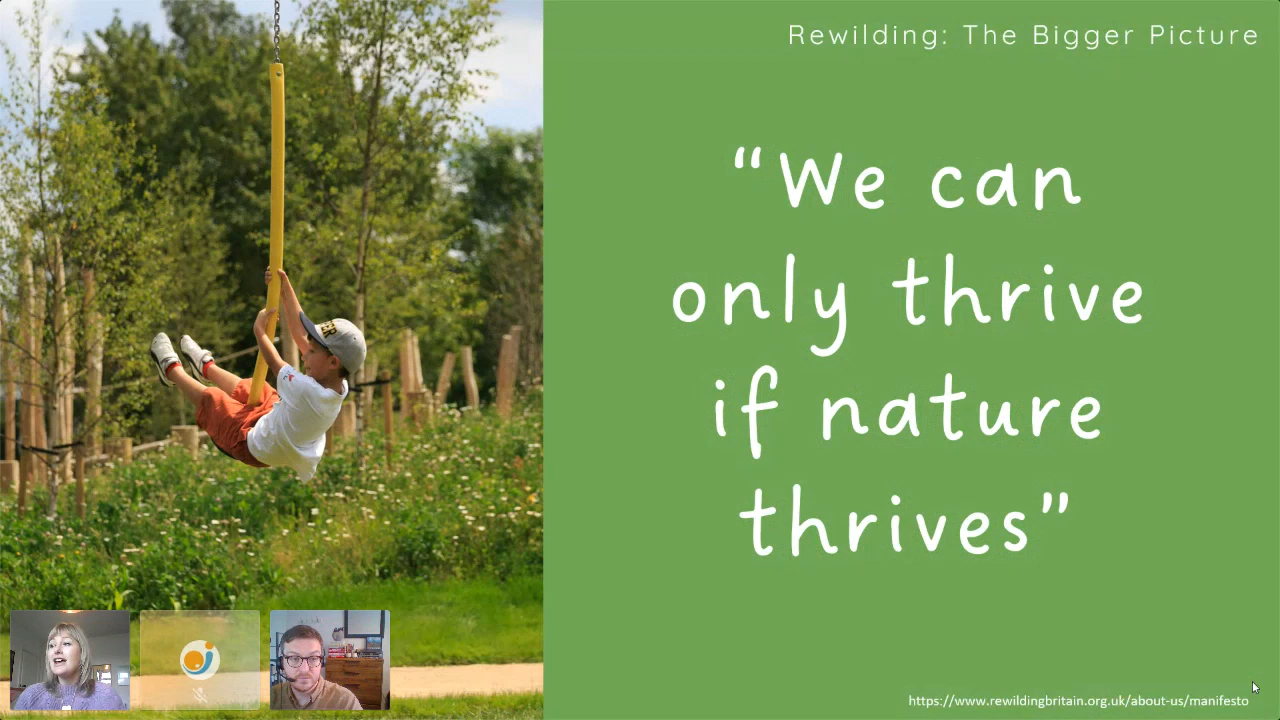 Rewilding: The Bigger Picture
“We can
only thrive
if nature
thrives”
https://www.rewildingbritain.org.uk/about-us/manifesto